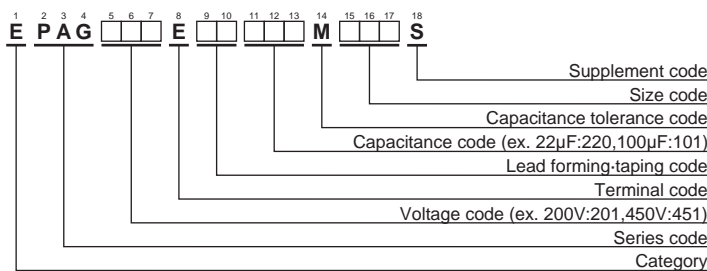 1 2 3 4 5 6 7 8 9 10 11 12 13 14 15 16 17 18
E PAG E M S
Supplement code
Size code
Capacitance tolerance code
Capacitance code (ex. 22μF:220,100μF:101)
Lead forming·taping code
Terminal code
Voltage code (ex. 200V:201,450V:451)
Series code
Category